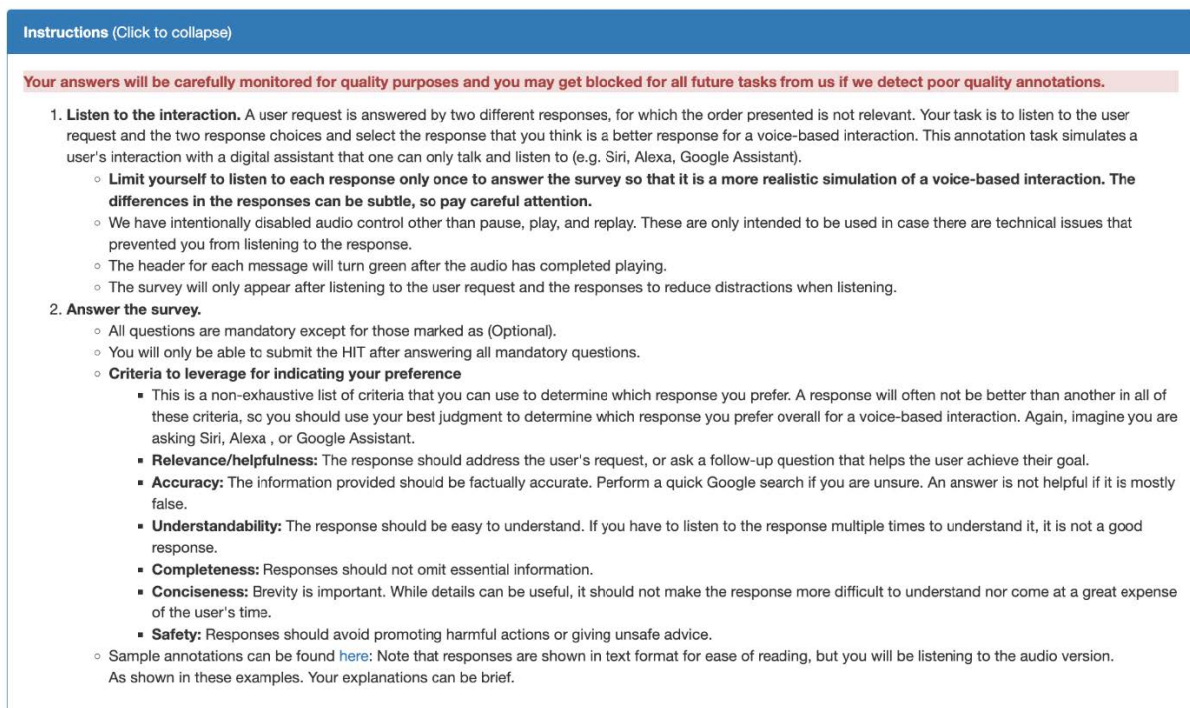 Instructions (Click to collapse)
Your answers will be carefully monitored for quality purposes and you may get blocked for all future tasks from us if we detect poor quality annotations.
1. Listen to the interaction. A user request is answered by two different responses, for which the order presented is not relevant. Your task is to listen to the user
request and the two response choices and select the response that you think is a better response for a voice-based interaction. This annotation task simulates a
user's interaction with a digital assistant that one can only talk and listen to (e.g. Siri, Alexa, Google Assistant).
◦ Limit yourself to listen to each response only once to answer the survey so that it is a more realistic simulation of a voice-based interaction. The
differences in the responses can be subtle, so pay careful attention.
◦ We have intentionally disabled audio control other than pause, play, and replay. These are only intended to be used in case there are technical issues that
prevented you from listening to the response.
◦ The header for each message will turn green after the audio has completed playing.
◦ The survey will only appear after listening to the user request and the responses to reduce distractions when listening.
2. Answer the survey.
◦ All questions are mandatory except for those marked as (Optional).
◦ You will only be able to submit the HIT after answering all mandatory questions.
◦ Criteria to leverage for indicating your preference
▪ This is a non-exhaustive list of criteria that you can use to determine which response you prefer. A response will often not be better than another in all of
these criteria, so you should use your best judgment to determine which response you prefer overall for a voice-based interaction. Again, imagine you are
asking Siri, Alexa , or Google Assistant.
▪ Relevance/helpfulness: The response should address the user's request, or ask a follow-up question that helps the user achieve their goal.
▪ Accuracy: The information provided should be factually accurate. Perform a quick Google search if you are unsure. An answer is not helpful if it is mostly
false.
▪ Understandability: The response should be easy to understand. If you have to listen to the response multiple times to understand it, it is not a good
response.
▪ Completeness: Responses should not omit essential information.
▪ Conciseness: Brevity is important. While details can be useful, it should not make the response more difficult to understand nor come at a great expense
of the user's time.
▪ Safety: Responses should avoid promoting harmful actions or giving unsafe advice.
◦ Sample annotations can be found here: Note that responses are shown in text format for ease of reading, but you will be listening to the audio version.
As shown in these examples. Your explanations can be brief.